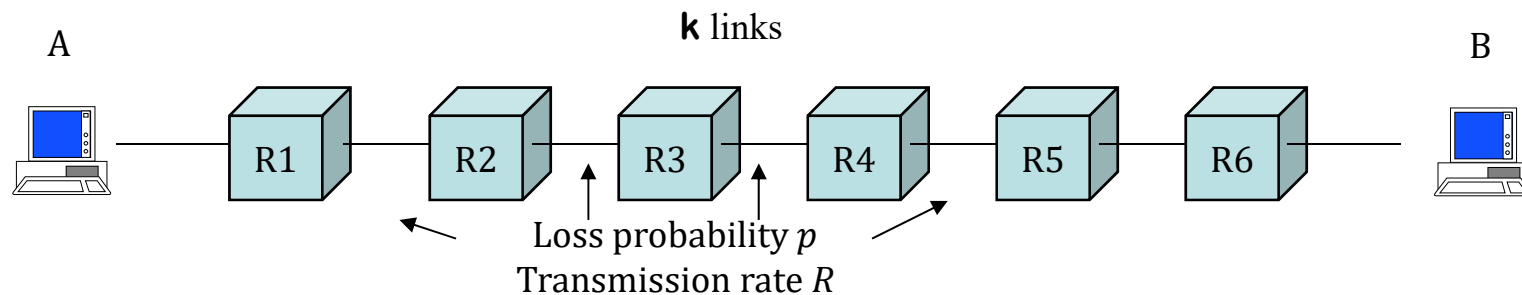 k links
A
B
R1 R2 R3 R4 R5 R6
Loss probability p
Transmission rate R